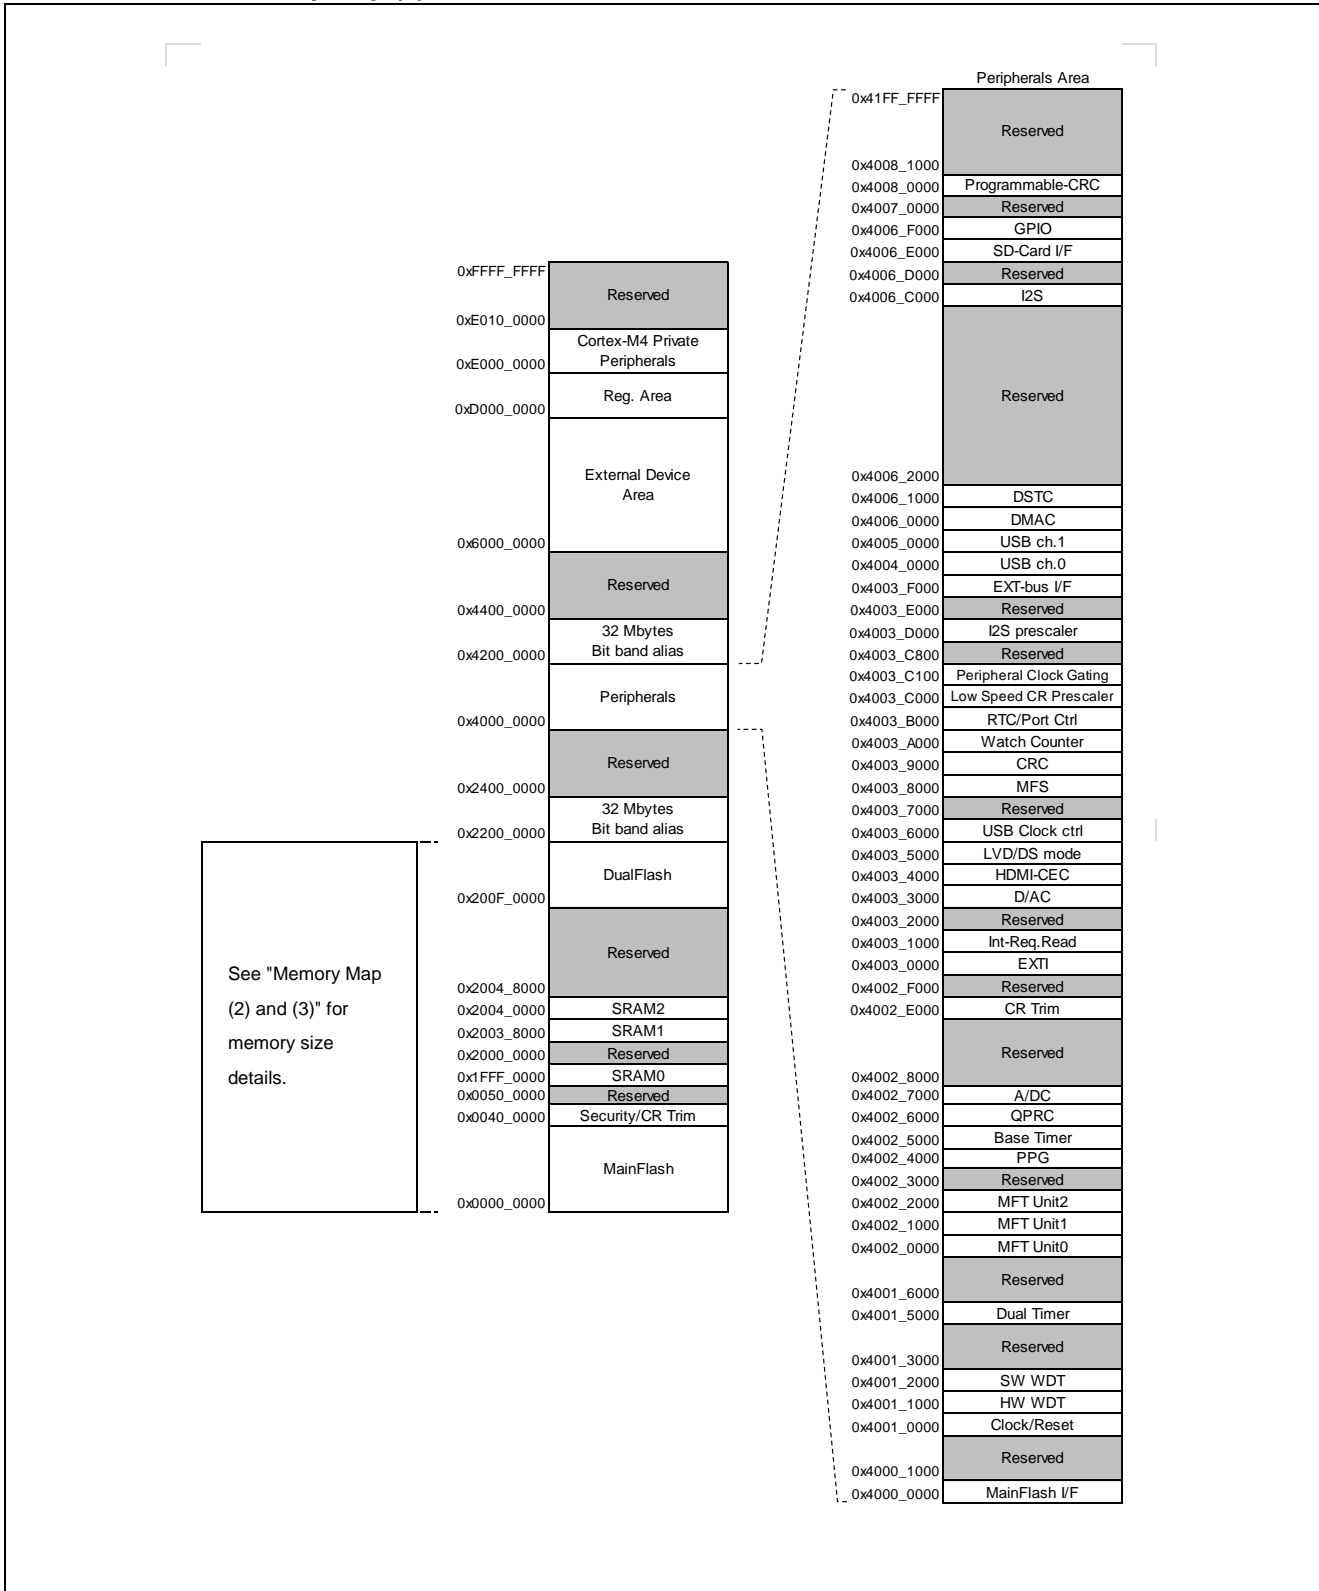 Peripherals Area
0x41FF_FFFF
Reserved
0x4008_1000
0x4008_0000 Programmable-CRC
0x4007_0000 Reserved
0x4006_F000 GPIO
0x4006_E000 SD-Card I/F
0x4006_D000 Reserved
0x4006_C000 I2S
Reserved
0x4006_2000
0x4006_1000 DSTC
0x4006_0000 DMAC
0x4005_0000 USB ch.1
0x4004_0000 USB ch.0
0x4003_F000 EXT-bus I/F
0x4003_E000 Reserved
0x4003_D000 I2S prescaler
0x4003_C800 Reserved
0x4003_C100 Peripheral Clock Gating
0x4003_C000 Low Speed CR Prescaler
0x4003_B000 RTC/Port Ctrl
0x4003_A000 Watch Counter
0x4003_9000 CRC
0x4003_8000 MFS
0x4003_7000 Reserved
0x4003_6000 USB Clock ctrl
0x4003_5000 LVD/DS mode
0x4003_4000 HDMI-CEC
0x4003_3000 D/AC
0x4003_2000 Reserved
0x4003_1000 Int-Req.Read
0x4003_0000 EXTI
0x4002_F000 Reserved
0x4002_E000 CR Trim
Reserved
0x4002_8000
0x4002_7000 A/DC
0x4002_6000 QPRC
0x4002_5000 Base Timer
0x4002_4000 PPG
0x4002_3000 Reserved
0x4002_2000 MFT Unit2
0x4002_1000 MFT Unit1
0x4002_0000 MFT Unit0
Reserved
0x4001_6000
0x4001_5000 Dual Timer
Reserved
0x4001_3000
0x4001_2000 SW WDT
0x4001_1000 HW WDT
0x4001_0000 Clock/Reset
Reserved
0x4000_1000
0x4000_0000 MainFlash I/F
0xFFFF_FFFF
Reserved
0xE010_0000
Cortex-M4 Private
0xE000_0000 Peripherals
Reg. Area
0xD000_0000
External Device
Area
0x6000_0000
Reserved
0x4400_0000
32 Mbytes
0x4200_0000 Bit band alias
Peripherals
0x4000_0000
Reserved
0x2400_0000
32 Mbytes
0x2200_0000 Bit band alias
DualFlash
0x200F_0000
Reserved
0x2004_8000
0x2004_0000 SRAM2
0x2003_8000 SRAM1
0x2000_0000 Reserved
0x1FFF_0000 SRAM0
0x0050_0000 Reserved
0x0040_0000 Security/CR Trim
MainFlash
0x0000_0000
See "Memory Map
(2) and (3)" for
memory size
details.